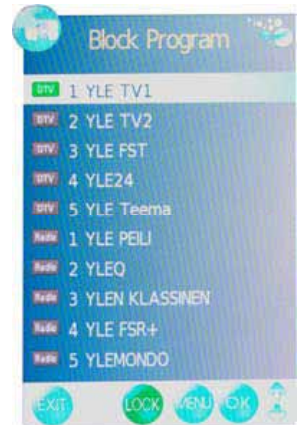 Block Program
DTV 1 YLE TV1
DTV 2 YLE TV2
DTV 3 YLE FST
DTV 4 YLE24
DTV 5 YLE Teema
Radio 1 YLE PEILI
Radio 2 YLEQ
Radio 3 YLEN KLASSINEN
Radio 4 YLE FSR+
Radio 5 YLEMONDO
EXIT LOCK MENU OK